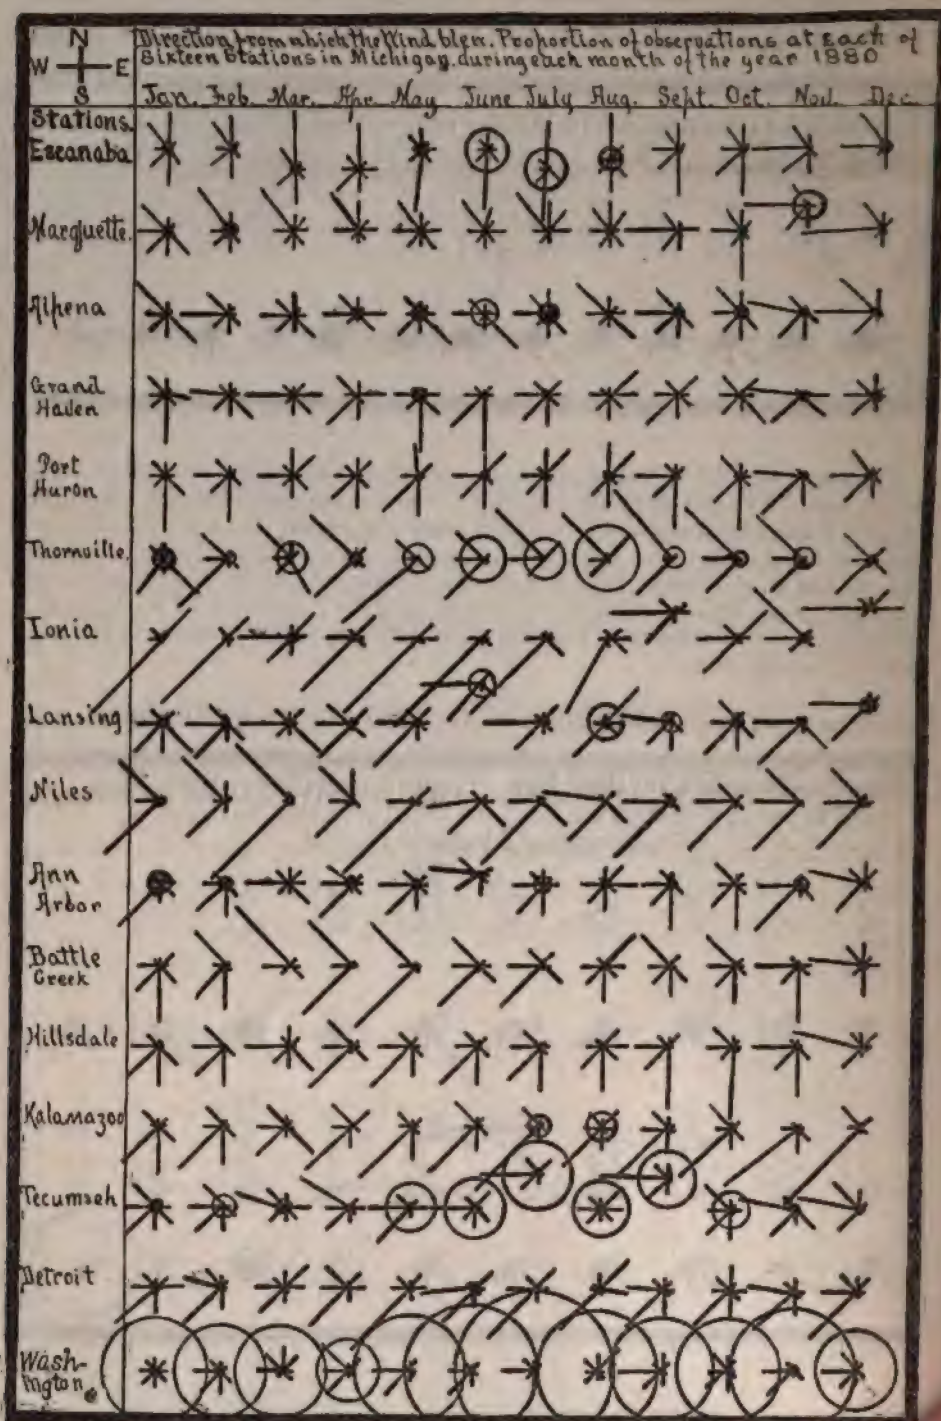 N
W E
S
Direction from which the Wind blew. Proportion of observations at Each of
Sixteen Stations in Michigan, during each month of the year 1880
Jan. Feb. Mar. Apr. May June July Aug. Sept. Oct. Nov. Dec.
Stations.
Escanaba
Marquette.
Alpena
Grand
Haven
Port
Huron
Thornville.
Ionia
Lansing
Niles
Ann
Arbor
Battle
Creek
Hillsdale
Kalamazoo
Tecumseh
Detroit
Wash-
ington